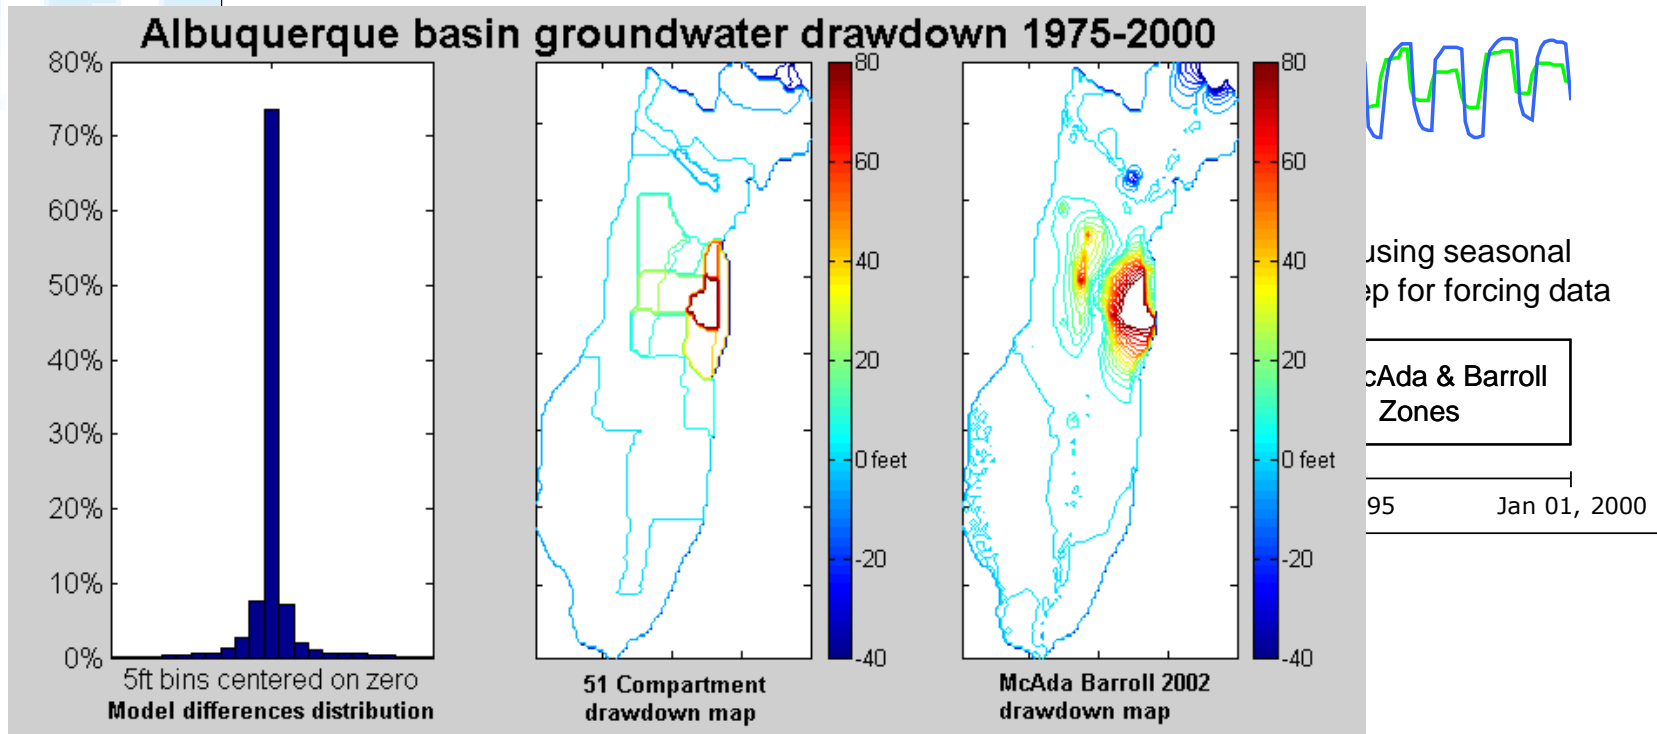 Albuquerque basin groundwater drawdown 1975-2000
80%
70%
60%
50%
40%
30%
20%
10%
0%
5ft bins centered on zero
Model differences distribution
80
60
40
20
0 feet
-20
-40
51 Compartment
drawdown map
80
60
40
20
0 feet
-20
-40
McAda Barroll 2002
drawdown map
using seasonal
ep for forcing data
cAda & Barroll
Zones
95
Jan 01, 2000